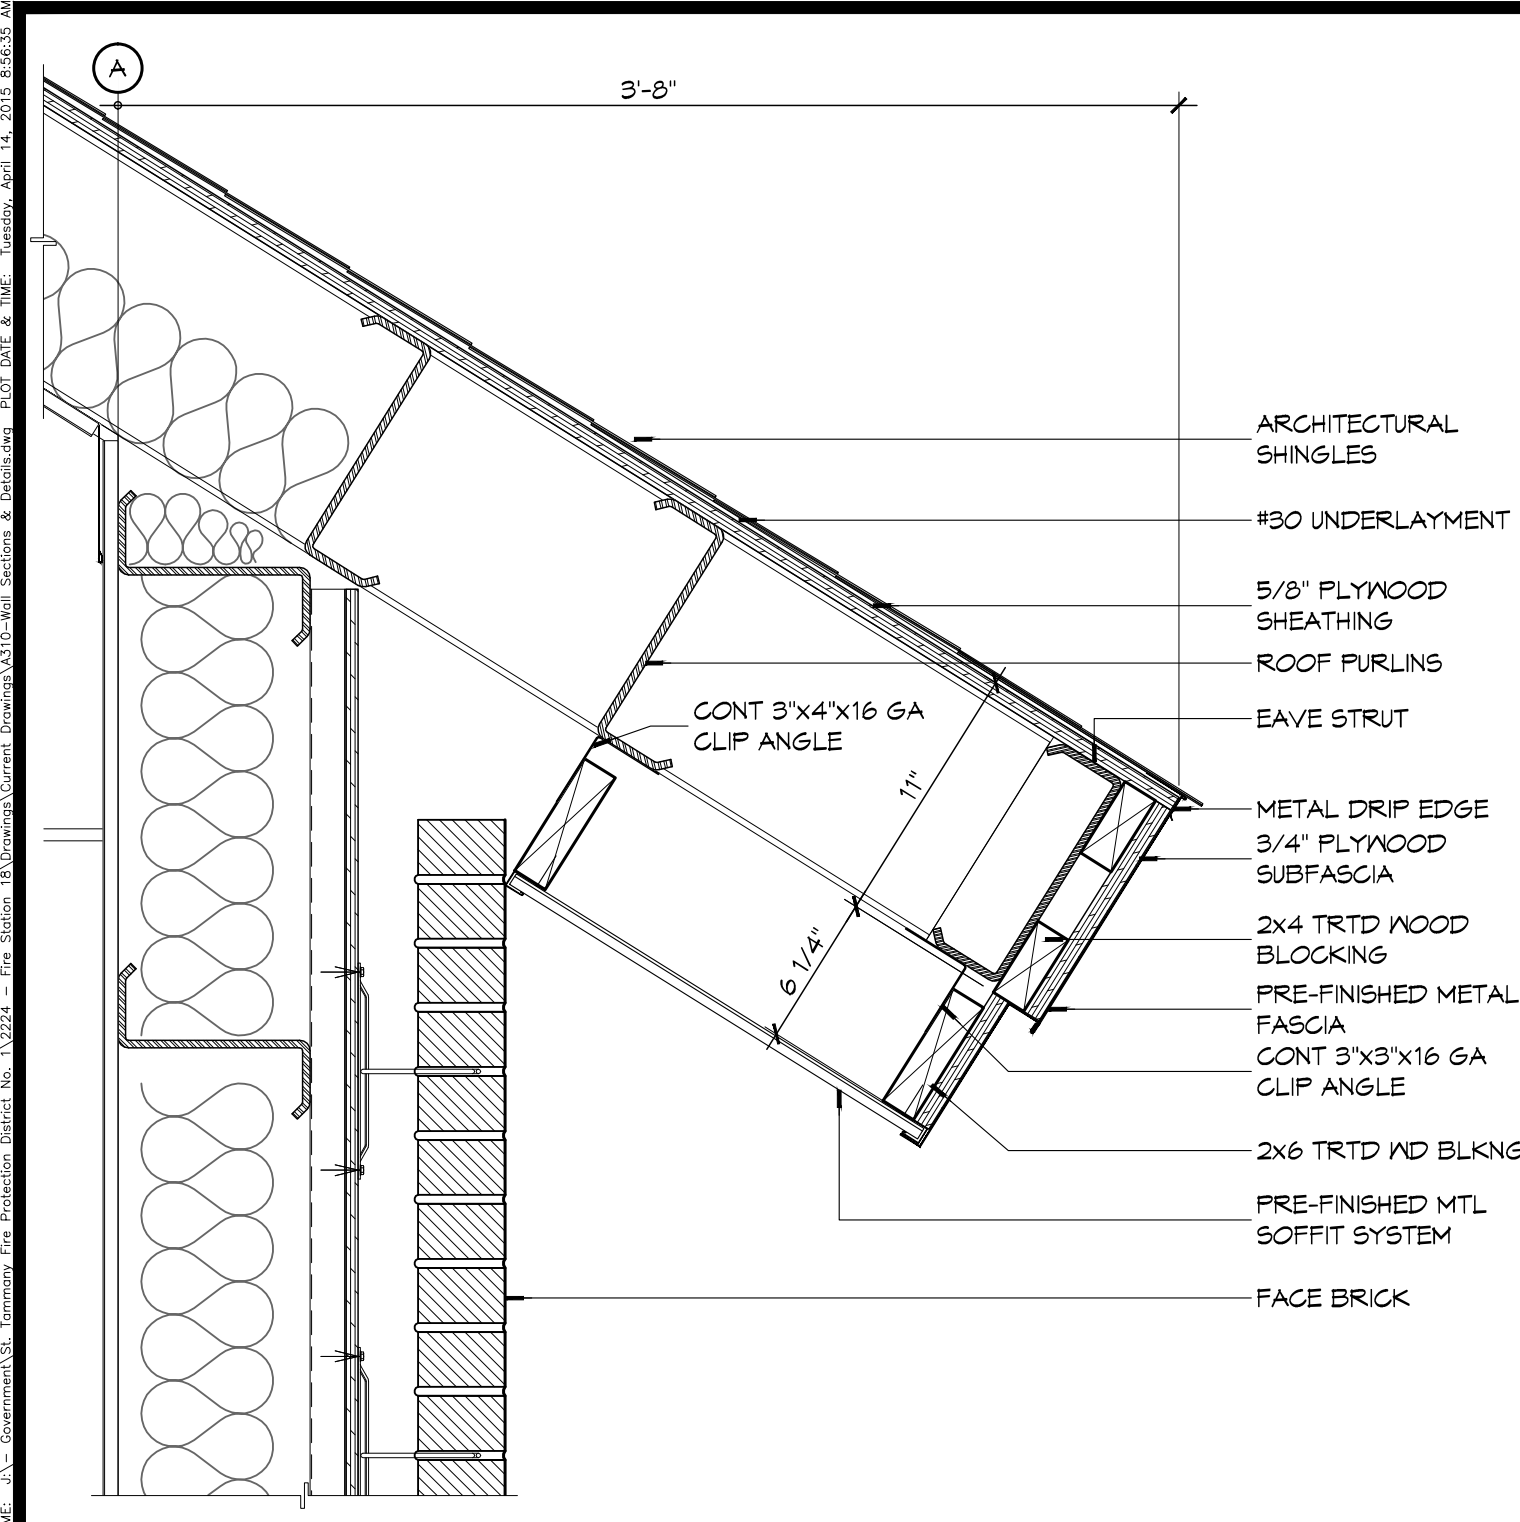 A
3'-8"
ARCHITECTURAL
SHINGLES
#30 UNDERLAYMENT
5/8" PLYWOOD
SHEATHING
ROOF PURLINS
CONT 3"x4"x16 GA
CLIP ANGLE
EAVE STRUT
11"
METAL DRIP EDGE
3/4" PLYWOOD
SUBFASCIA
2x4 TRTD WOOD
BLOCKING
6 1/4"
PRE-FINISHED METAL
FASCIA
CONT 3"x3"x16 GA
CLIP ANGLE
2x6 TRTD WD BLKNG
PRE-FINISHED MTL
SOFFIT SYSTEM
FACE BRICK
ME: J:\- Government\St. Tammany Fire Protection District No. 1\2224 - Fire Station 18\Drawings\Current Drawings\A310-Wall Sections & Details.dwg PLOT DATE & TIME: Tuesday, April 14, 2015 8:56:35 AM